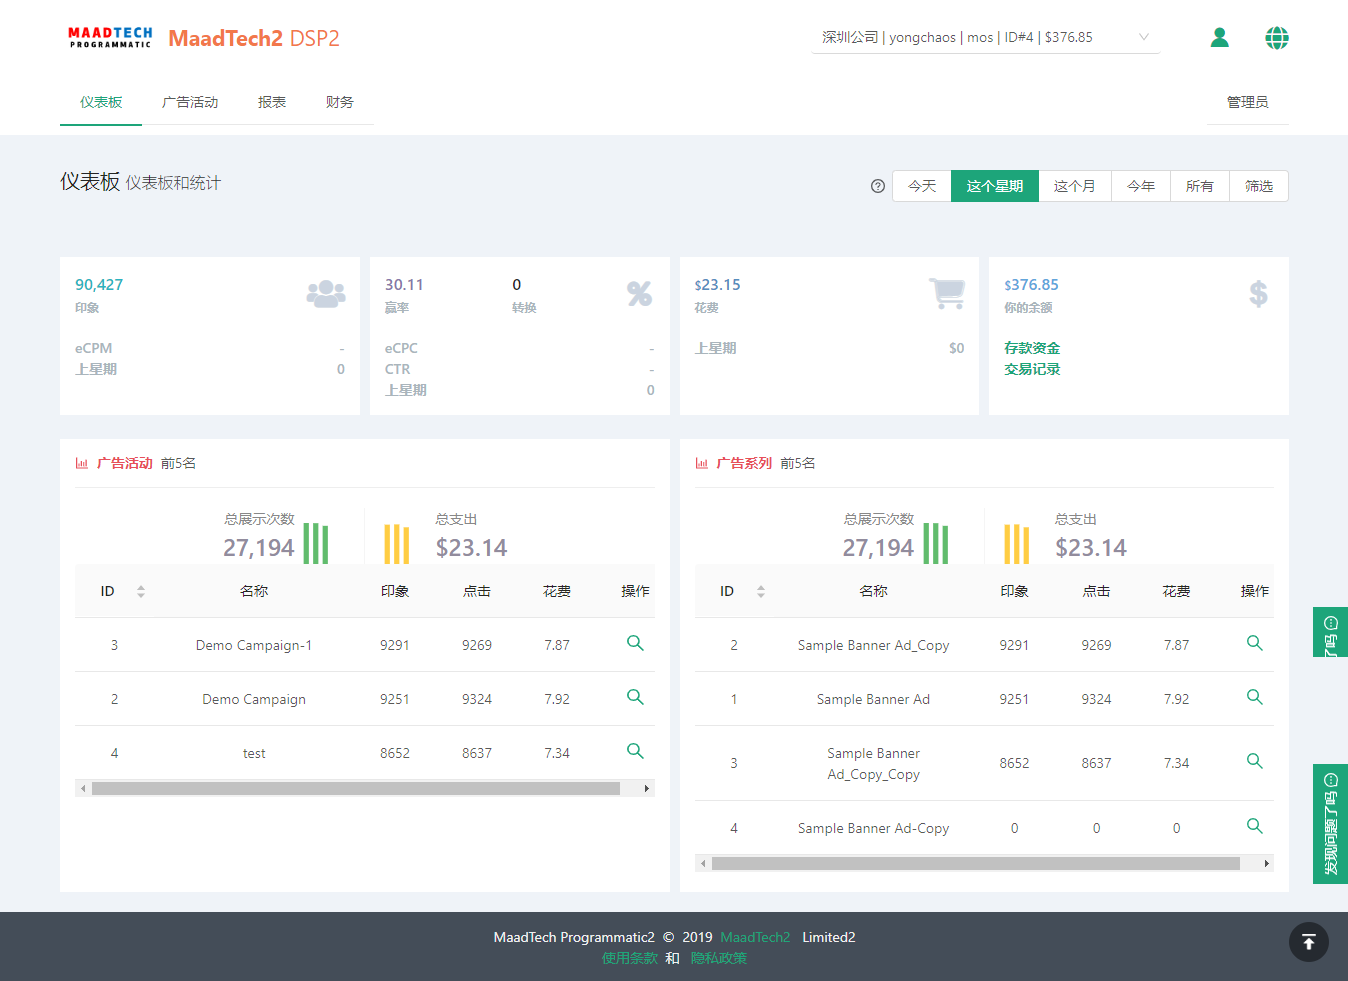 MAADTECH
PROGRAMMATIC
MaadTech2 DSP2
深圳公司 | yongchaos | mos | ID#4 | $376.85
仪表板 广告活动 报表 财务 管理员
仪表板 仪表板和统计
今天 这个星期 这个月 今年 所有 筛选
90,427
印象
eCPM -
上星期 0
30.11 0
赢率 转换
%
eCPC -
CTR -
上星期 0
$23.15
花费
上星期 $0
$376.85
你的余额
$
存款资金
交易记录
广告活动 前5名
总展示次数 总支出
27,194 $23.14
ID 名称 印象 点击 花费 操作
3 Demo Campaign-1 9291 9269 7.87
2 Demo Campaign 9251 9324 7.92
4 test 8652 8637 7.34
广告系列 前5名
总展示次数 总支出
27,194 $23.14
ID 名称 印象 点击 花费 操作
2 Sample Banner Ad_Copy 9291 9269 7.87
1 Sample Banner Ad 9251 9324 7.92
3 Sample Banner Ad_Copy_Copy 8652 8637 7.34
4 Sample Banner Ad-Copy 0 0 0
了吗
发现问题了吗
MaadTech Programmatic2 © 2019 MaadTech2 Limited2
使用条款 和 隐私政策